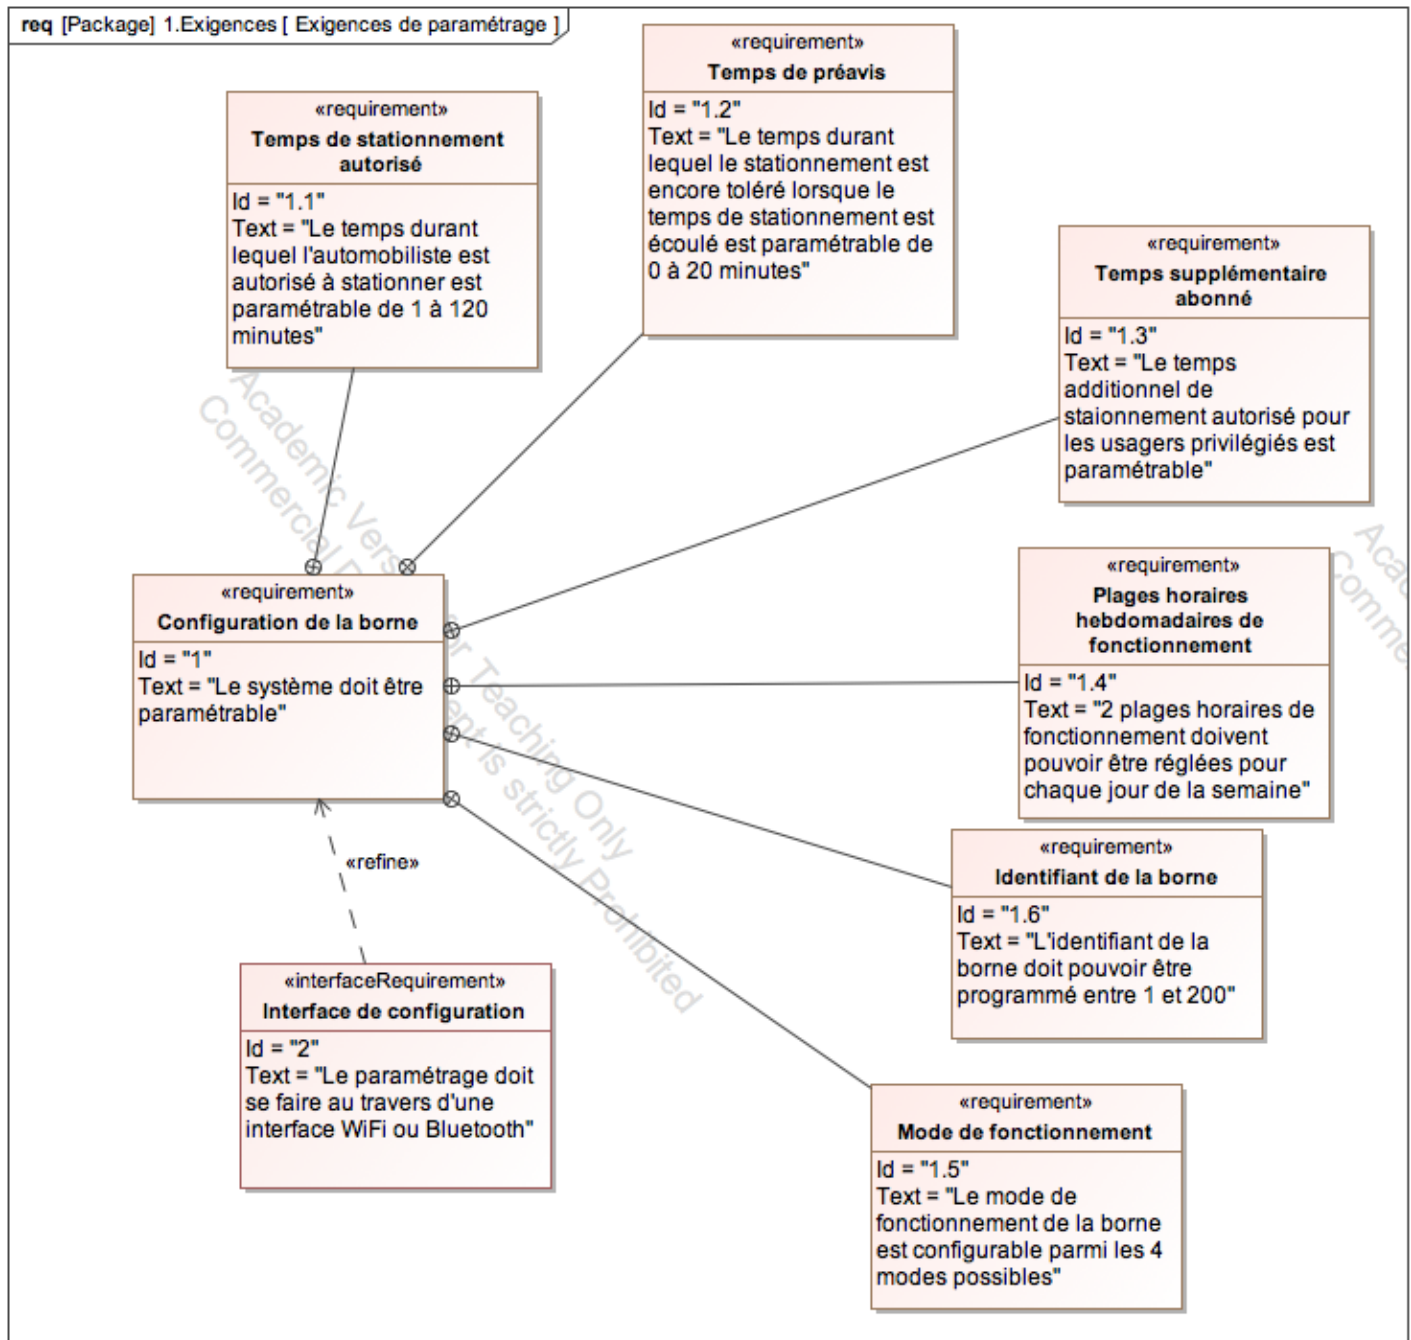 req [Package] 1.Exigences [ Exigences de paramétrage ]
«requirement»
Temps de stationnement
autorisé
Id = "1.1"
Text = "Le temps durant
lequel l'automobiliste est
autorisé à stationner est
paramétrable de 1 à 120
minutes"
«requirement»
Temps de préavis
Id = "1.2"
Text = "Le temps durant
lequel le stationnement est
encore toléré lorsque le
temps de stationnement est
écoulé est paramétrable de
0 à 20 minutes"
«requirement»
Temps supplémentaire
abonné
Id = "1.3"
Text = "Le temps
additionnel de
staionnement autorisé pour
les usagers privilégiés est
paramétrable"
«requirement»
Configuration de la borne
Id = "1"
Text = "Le système doit être
paramétrable"
«requirement»
Plages horaires
hebdomadaires de
fonctionnement
Id = "1.4"
Text = "2 plages horaires de
fonctionnement doivent
pouvoir être réglées pour
chaque jour de la semaine"
«refine»
«requirement»
Identifiant de la borne
Id = "1.6"
Text = "L'identifiant de la
borne doit pouvoir être
programmé entre 1 et 200"
«interfaceRequirement»
Interface de configuration
Id = "2"
Text = "Le paramétrage doit
se faire au travers d'une
interface WiFi ou Bluetooth"
«requirement»
Mode de fonctionnement
Id = "1.5"
Text = "Le mode de
fonctionnement de la borne
est configurable parmi les 4
modes possibles"
Academic Vers or Teaching Only
Commercial D ent is strictly Prohibited